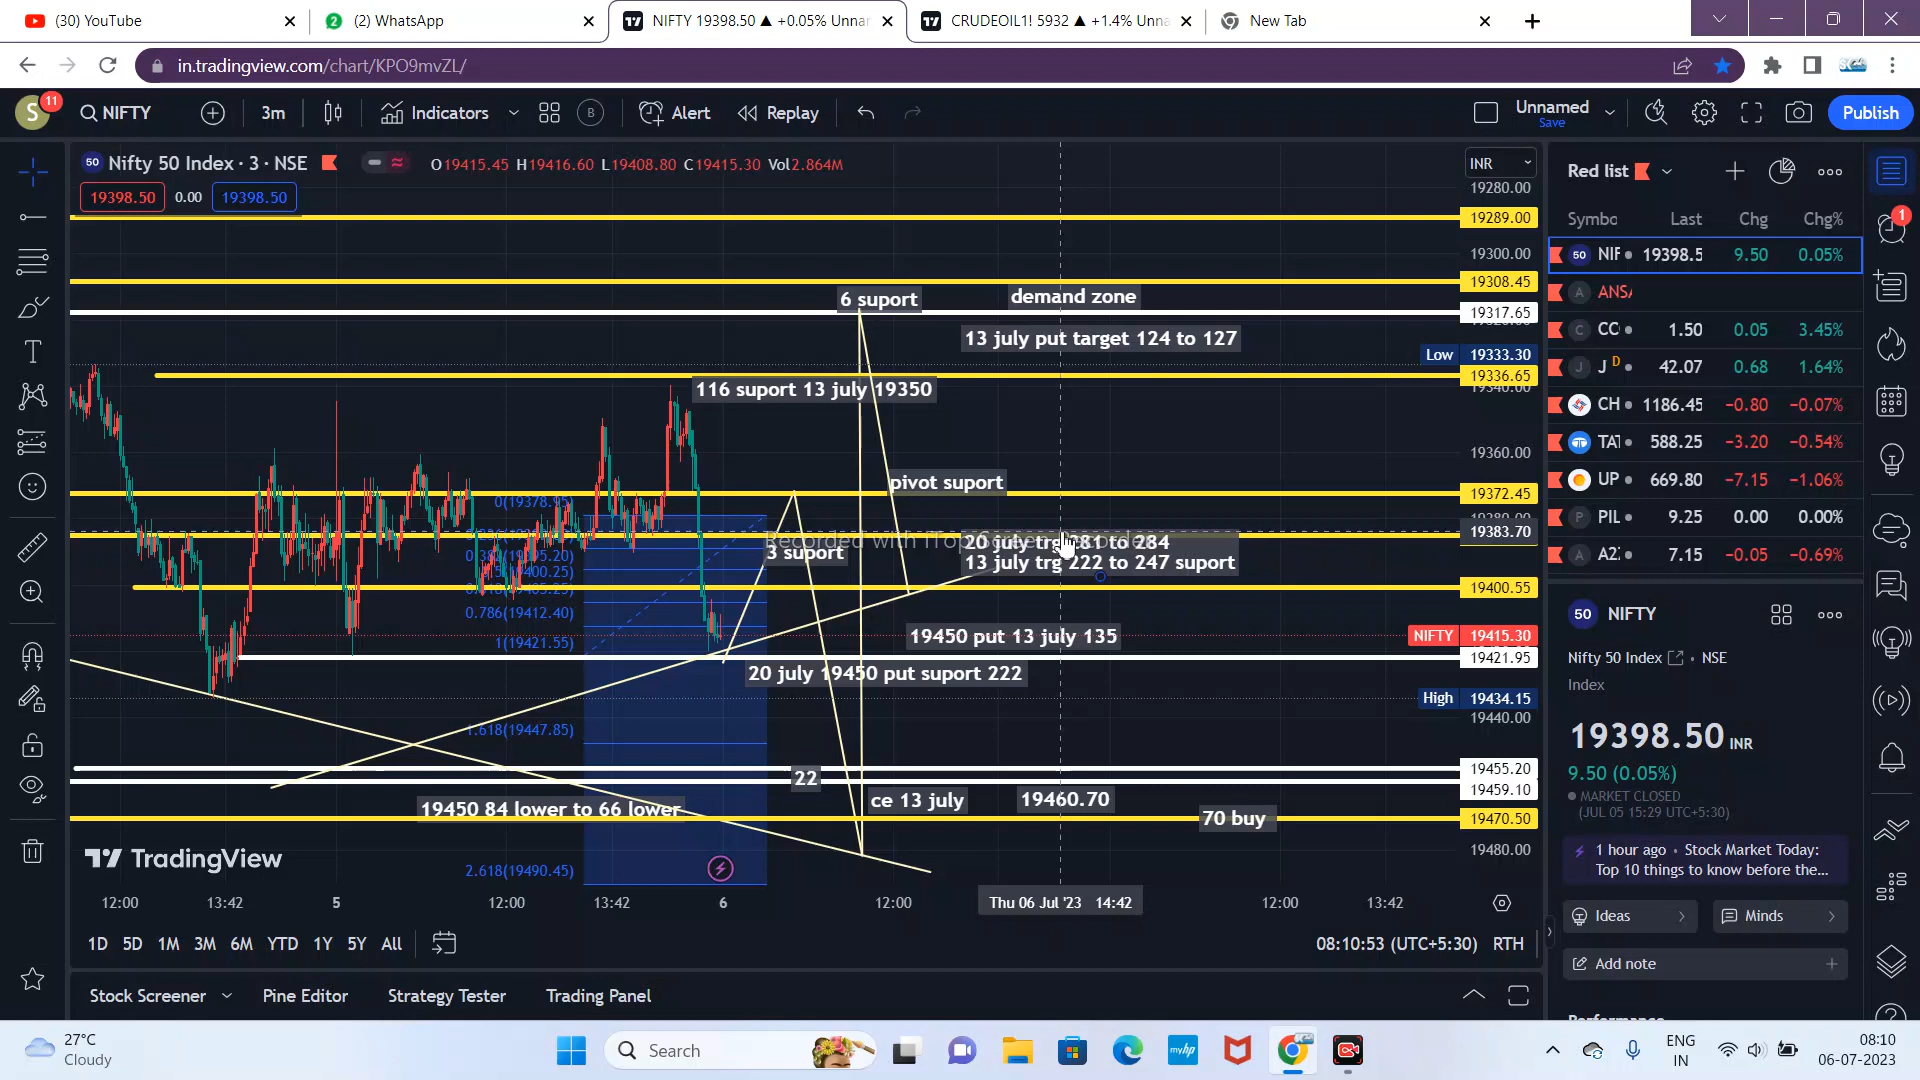 (30) YouTube
(2) WhatsApp
NIFTY 19398.50 ▲ +0.05% Unnar
CRUDEOIL1! 5932 ▲ +1.4% Unna
New Tab
in.tradingview.com/chart/KPO9mvZL/
S
11
NIFTY
3m
Indicators
B
Alert
Replay
Unnamed
Save
Publish
50 Nifty 50 Index · 3 · NSE
O19415.45 H19416.60 L19408.80 C19415.30 Vol2.864M
19398.50 0.00 19398.50
INR
19280.00
19289.00
19300.00
19308.45
19317.65
Low 19333.30
19336.65
19340.00
19360.00
19372.45
19383.70
19400.55
NIFTY 19415.30
19421.95
High 19434.15
19440.00
19455.20
19459.10
19470.50
19480.00
6 suport
demand zone
13 july put target 124 to 127
116 suport 13 july 19350
pivot suport
0(19378.95)
0.5(19400.25)
0.786(19412.40)
1(19421.55)
1.618(19447.85)
2.618(19490.45)
3 suport
20 july trg 281 to 284
13 july trg 222 to 247 suport
19450 put 13 july 135
20 july 19450 put suport 222
22
19450 84 lower to 66 lower
ce 13 july
19460.70
70 buy
TradingView
12:00 13:42 5 12:00 13:42 6 12:00 Thu 06 Jul '23 14:42 12:00 13:42
1D 5D 1M 3M 6M YTD 1Y 5Y All
08:10:53 (UTC+5:30) RTH
Stock Screener
Pine Editor
Strategy Tester
Trading Panel
Red list
Symbo Last Chg Chg%
50 NIF 19398.5 9.50 0.05%
A ANSA
C CC 1.50 0.05 3.45%
J J D 42.07 0.68 1.64%
CH 1186.45 −0.80 −0.07%
TAT 588.25 −3.20 −0.54%
UP 669.80 −7.15 −1.06%
P PIL 9.25 0.00 0.00%
A A2 7.15 −0.05 −0.69%
50 NIFTY
Nifty 50 Index · NSE
Index
19398.50 INR
9.50 (0.05%)
MARKET CLOSED
(JUL 05 15:29 UTC+5:30)
1 hour ago · Stock Market Today:
Top 10 things to know before the...
Ideas
Minds
Add note
1
27°C
Cloudy
Search
myhp
ENG
IN
08:10
06-07-2023